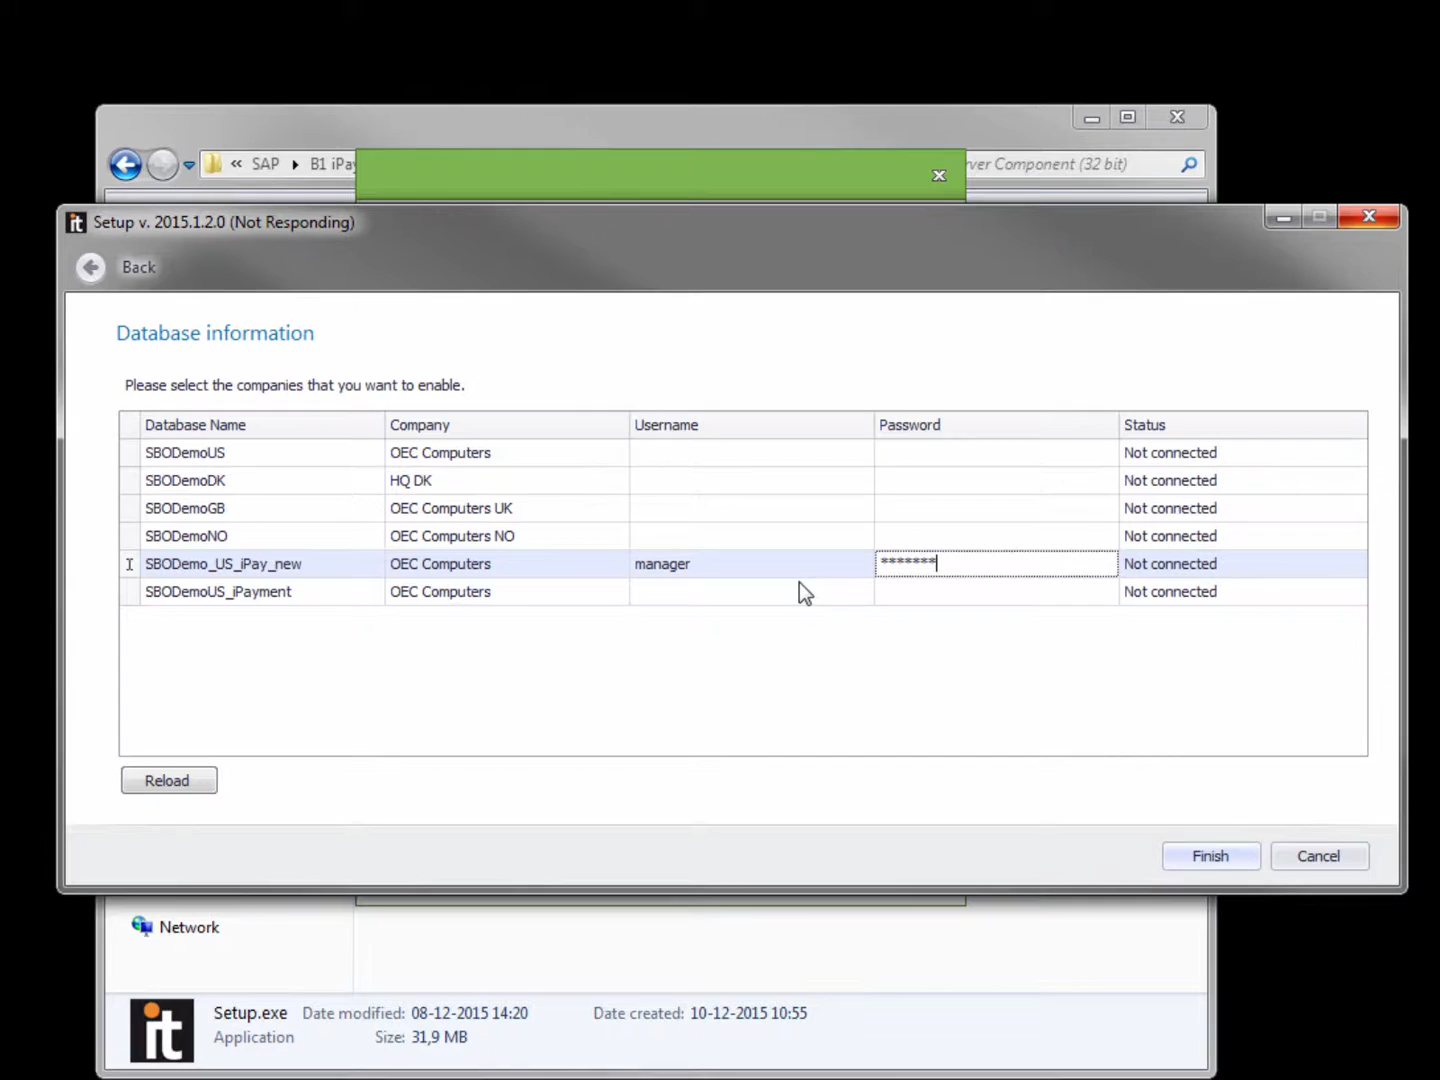 « SAP ▸ B1 iPay
rver Component (32 bit)
it Setup v. 2015.1.2.0 (Not Responding)
Back
Database information
Please select the companies that you want to enable.
Database Name Company Username Password Status
SBODemoUS OEC Computers Not connected
SBODemoDK HQ DK Not connected
SBODemoGB OEC Computers UK Not connected
SBODemoNO OEC Computers NO Not connected
SBODemo_US_iPay_new OEC Computers manager ******* Not connected
SBODemoUS_iPayment OEC Computers Not connected
Reload
Finish Cancel
Network
it
Setup.exe Date modified: 08-12-2015 14:20 Date created: 10-12-2015 10:55
Application Size: 31,9 MB